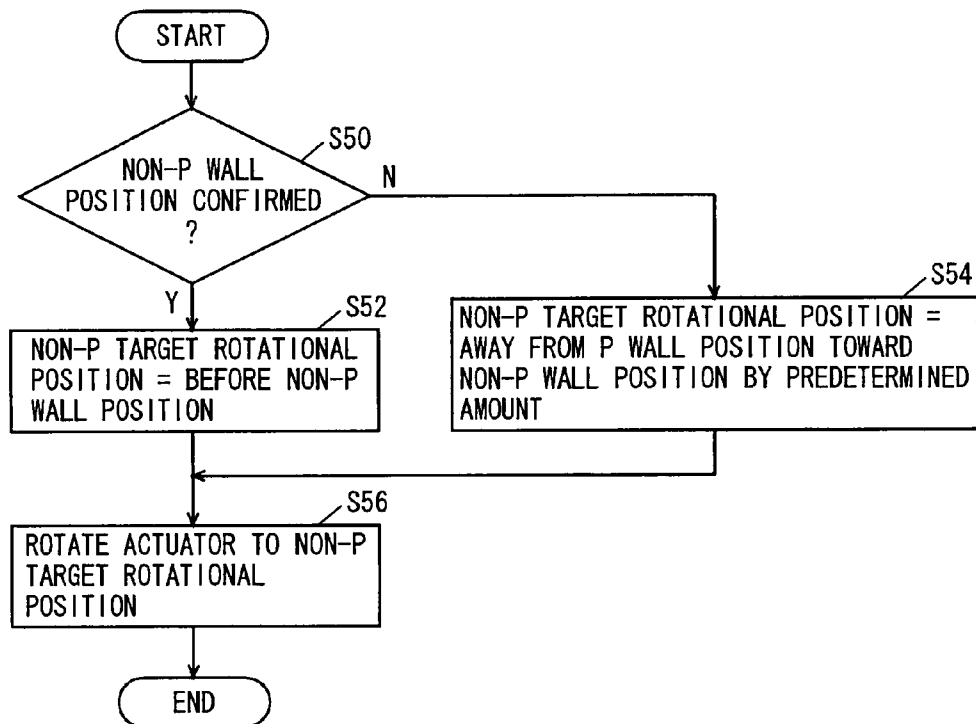 START
S50
NON-P WALL
POSITION CONFIRMED
?
N
Y
S52
NON-P TARGET ROTATIONAL
POSITION = BEFORE NON-P
WALL POSITION
S54
NON-P TARGET ROTATIONAL POSITION =
AWAY FROM P WALL POSITION TOWARD
NON-P WALL POSITION BY PREDETERMINED
AMOUNT
S56
ROTATE ACTUATOR TO NON-P
TARGET ROTATIONAL
POSITION
END